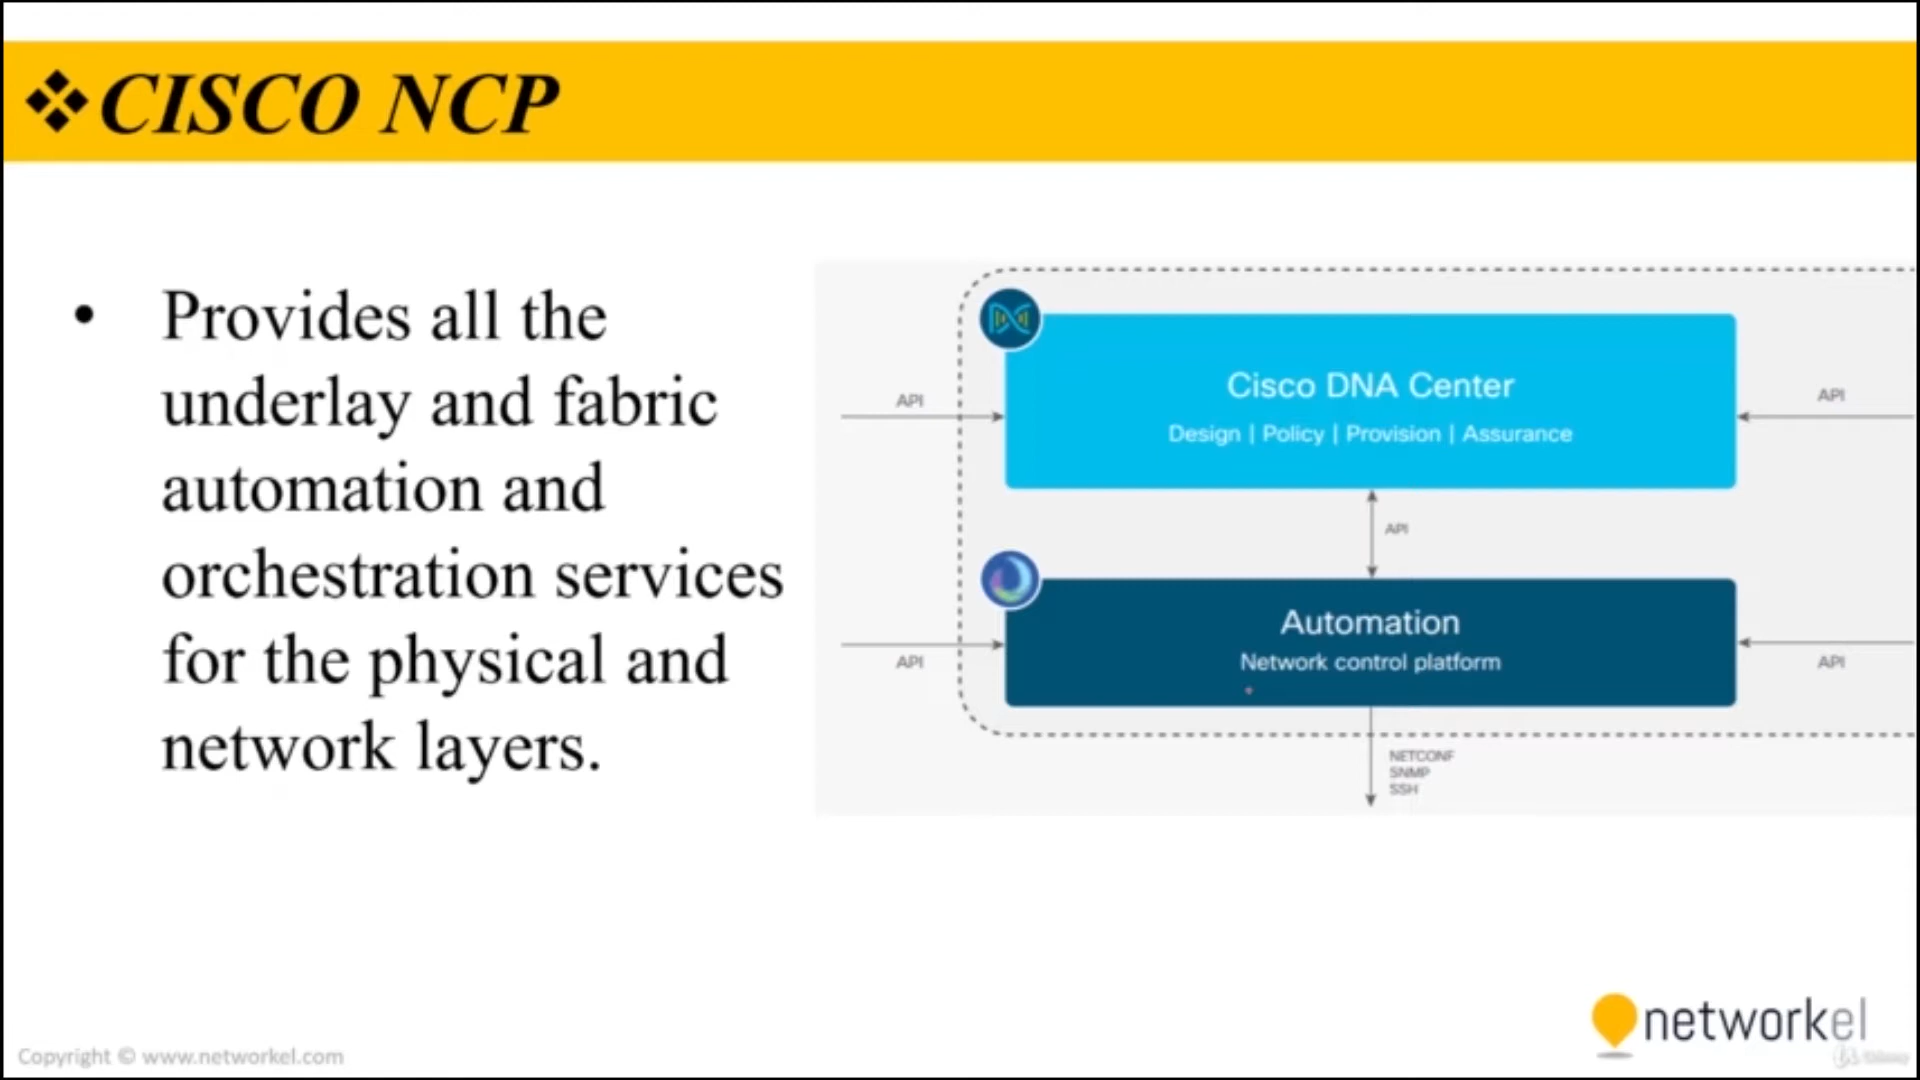 ❖CISCO NCP
• Provides all the
underlay and fabric
automation and
orchestration services
for the physical and
network layers.
Cisco DNA Center
Design | Policy | Provision | Assurance
API
API
API
Automation
Network control platform
API
API
NETCONF
SNMP
SSH
networkel
Copyright © www.networkel.com